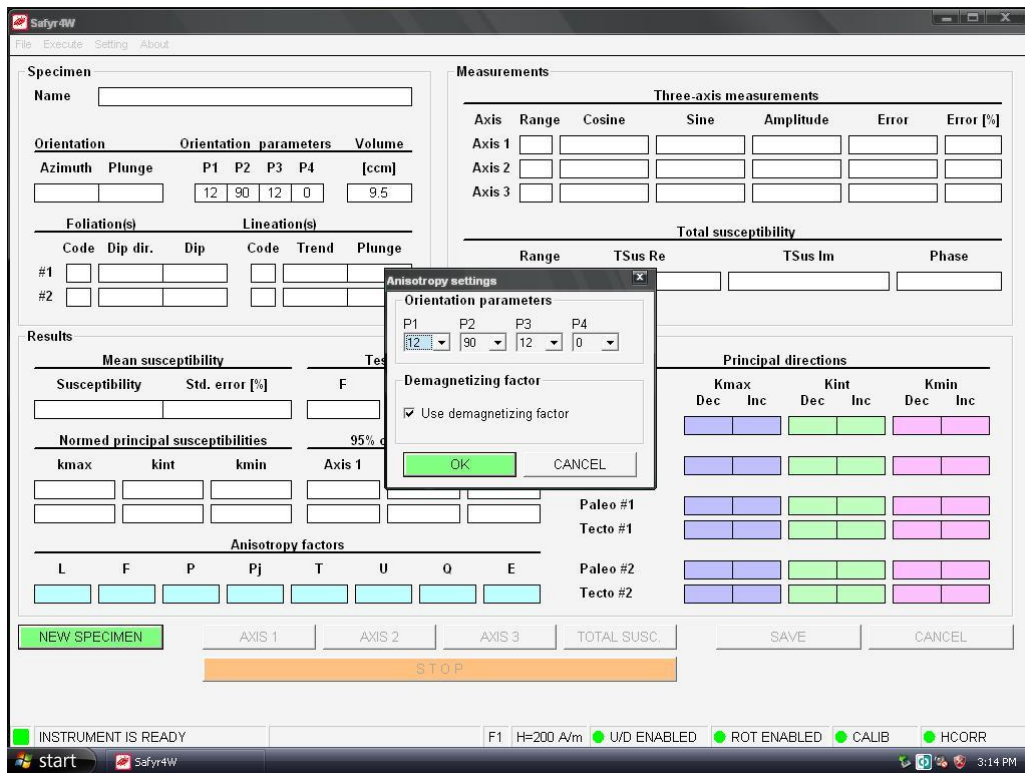 Safyr4W
File Execute Setting About
Specimen
Name
Orientation Orientation parameters Volume
Azimuth Plunge P1 P2 P3 P4 [ccm]
12 90 12 0 9.5
Foliation(s) Lineation(s)
Code Dip dir. Dip Code Trend Plunge
#1
#2
Measurements
Three-axis measurements
Axis Range Cosine Sine Amplitude Error Error [%]
Axis 1
Axis 2
Axis 3
Total susceptibility
Range TSus Re TSus Im Phase
Anisotropy settings
Orientation parameters
P1 P2 P3 P4
12 90 12 0
Demagnetizing factor
Use demagnetizing factor
OK CANCEL
Results
Mean susceptibility
Susceptibility Std. error [%] F
Normed principal susceptibilities 95%
kmax kint kmin Axis 1
Anisotropy factors
L F P Pj T U Q E
Principal directions
Kmax Kint Kmin
Dec Inc Dec Inc Dec Inc
Paleo #1
Tecto #1
Paleo #2
Tecto #2
NEW SPECIMEN AXIS 1 AXIS 2 AXIS 3 TOTAL SUSC. SAVE CANCEL
STOP
INSTRUMENT IS READY F1 H=200 A/m U/D ENABLED ROT ENABLED CALIB HCORR
start Safyr4W 3:14 PM